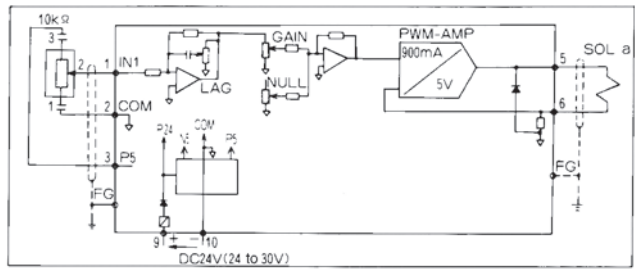 10kΩ
3
2
1
1 IN1
2 COM
3 P5
FG
LAG
GAIN
NULL
PWM-AMP
900mA
5V
5
6
SOL a
FG
P24
COM
P5
9
+ −
10
DC24V(24 to 30V)